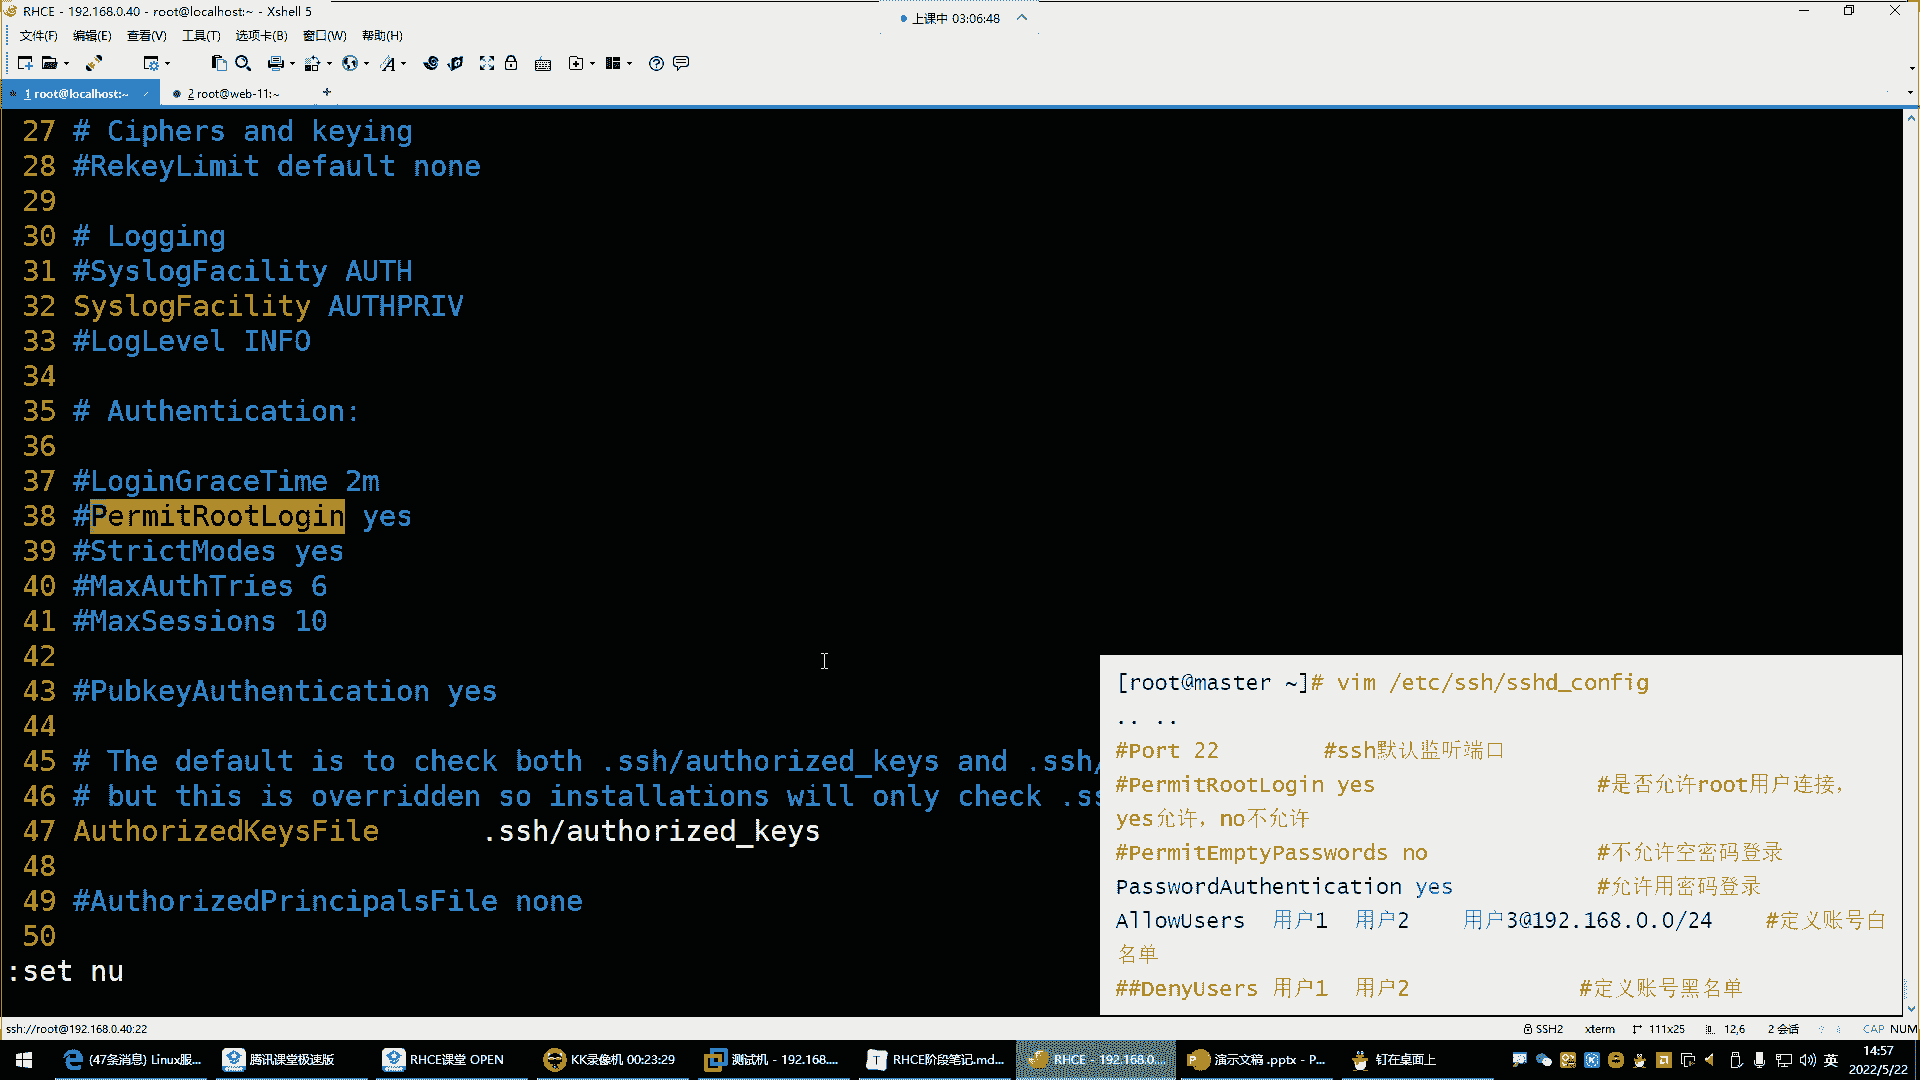 RHCE - 192.168.0.40 - root@localhost:~ - Xshell 5
上课中 03:06:48
文件(F) 编辑(E) 查看(V) 工具(T) 选项卡(B) 窗口(W) 帮助(H)
1 root@localhost:~
2 root@web-11:~
27 # Ciphers and keying
28 #RekeyLimit default none
29
30 # Logging
31 #SyslogFacility AUTH
32 SyslogFacility AUTHPRIV
33 #LogLevel INFO
34
35 # Authentication:
36
37 #LoginGraceTime 2m
38 #PermitRootLogin yes
39 #StrictModes yes
40 #MaxAuthTries 6
41 #MaxSessions 10
42
43 #PubkeyAuthentication yes
44
45 # The default is to check both .ssh/authorized_keys and .ssh/
46 # but this is overridden so installations will only check .ss
47 AuthorizedKeysFile .ssh/authorized_keys
48
49 #AuthorizedPrincipalsFile none
50
:set nu
[root@master ~]# vim /etc/ssh/sshd_config
.. ..
#Port 22 #ssh默认监听端口
#PermitRootLogin yes #是否允许root用户连接，
yes允许，no不允许
#PermitEmptyPasswords no #不允许空密码登录
PasswordAuthentication yes #允许用密码登录
AllowUsers 用户1 用户2 用户3@192.168.0.0/24 #定义账号白
名单
##DenyUsers 用户1 用户2 #定义账号黑名单
ssh://root@192.168.0.40:22
SSH2 xterm 111x25 12,6 2 会话 CAP NUM
(47条消息) Linux服... 腾讯课堂极速版 RHCE课堂 OPEN KK录像机 00:23:29 测试机 - 192.168.... RHCE阶段笔记.md... RHCE - 192.168.0... 演示文稿 .pptx - P... 钉在桌面上
英
14:57
2022/5/22